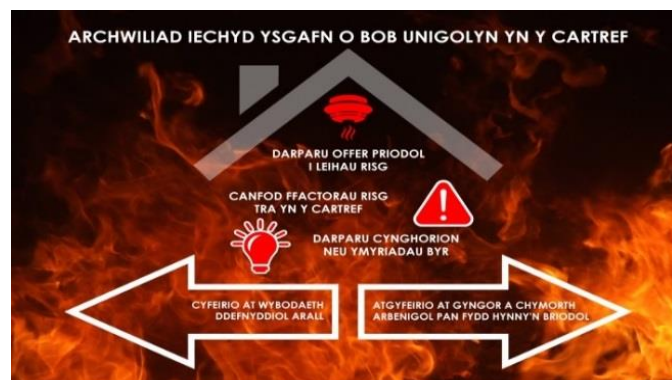 ARCHWILIAD IECHYD YSGAFN O BOB UNIGOLYN YN Y CARTREF
DARPARU OFFER PRIODOL
I LEIHAU RISG
CANFOD FFACTORAU RISG
TRA YN Y CARTREF
DARPARU CYNGHORION
NEU YMYRIADAU BYR
CYFEIRIO AT WYBODAETH
DDEFNYDDIOL ARALL
ATGYFEIRIO AT GYNGOR A CHYMORTH
ARBENIGOL PAN FYDD HYNNY'N BRIODOL